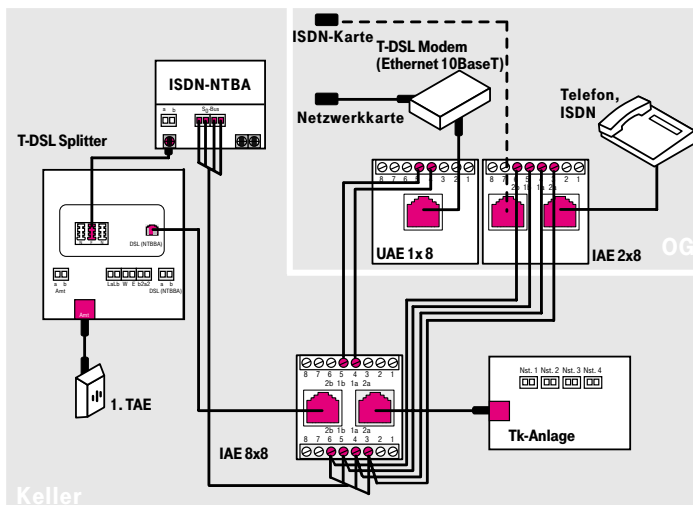 ISDN-Karte
T-DSL Modem
(Ethernet 10BaseT)
Netzwerkkarte
Telefon,
ISDN
ISDN-NTBA
a b
S0-Bus
T-DSL Splitter
DSL (NTBBA)
a b
Amt
LaLb W E b2a2
a b
DSL (NTBBA)
Amt
1. TAE
8 7 6 5 4 3 2 1
UAE 1x 8
8 7 6 5 4 3 2 1
2b 1b 1a 2a
IAE 2x8
OG
8 7 6 5 4 3 2 1
2b 1b 1a 2a
2b 1b 1a 2a
8 7 6 5 4 3 2 1
IAE 8x8
Nst. 1 Nst. 2 Nst. 3 Nst. 4
Tk-Anlage
Keller